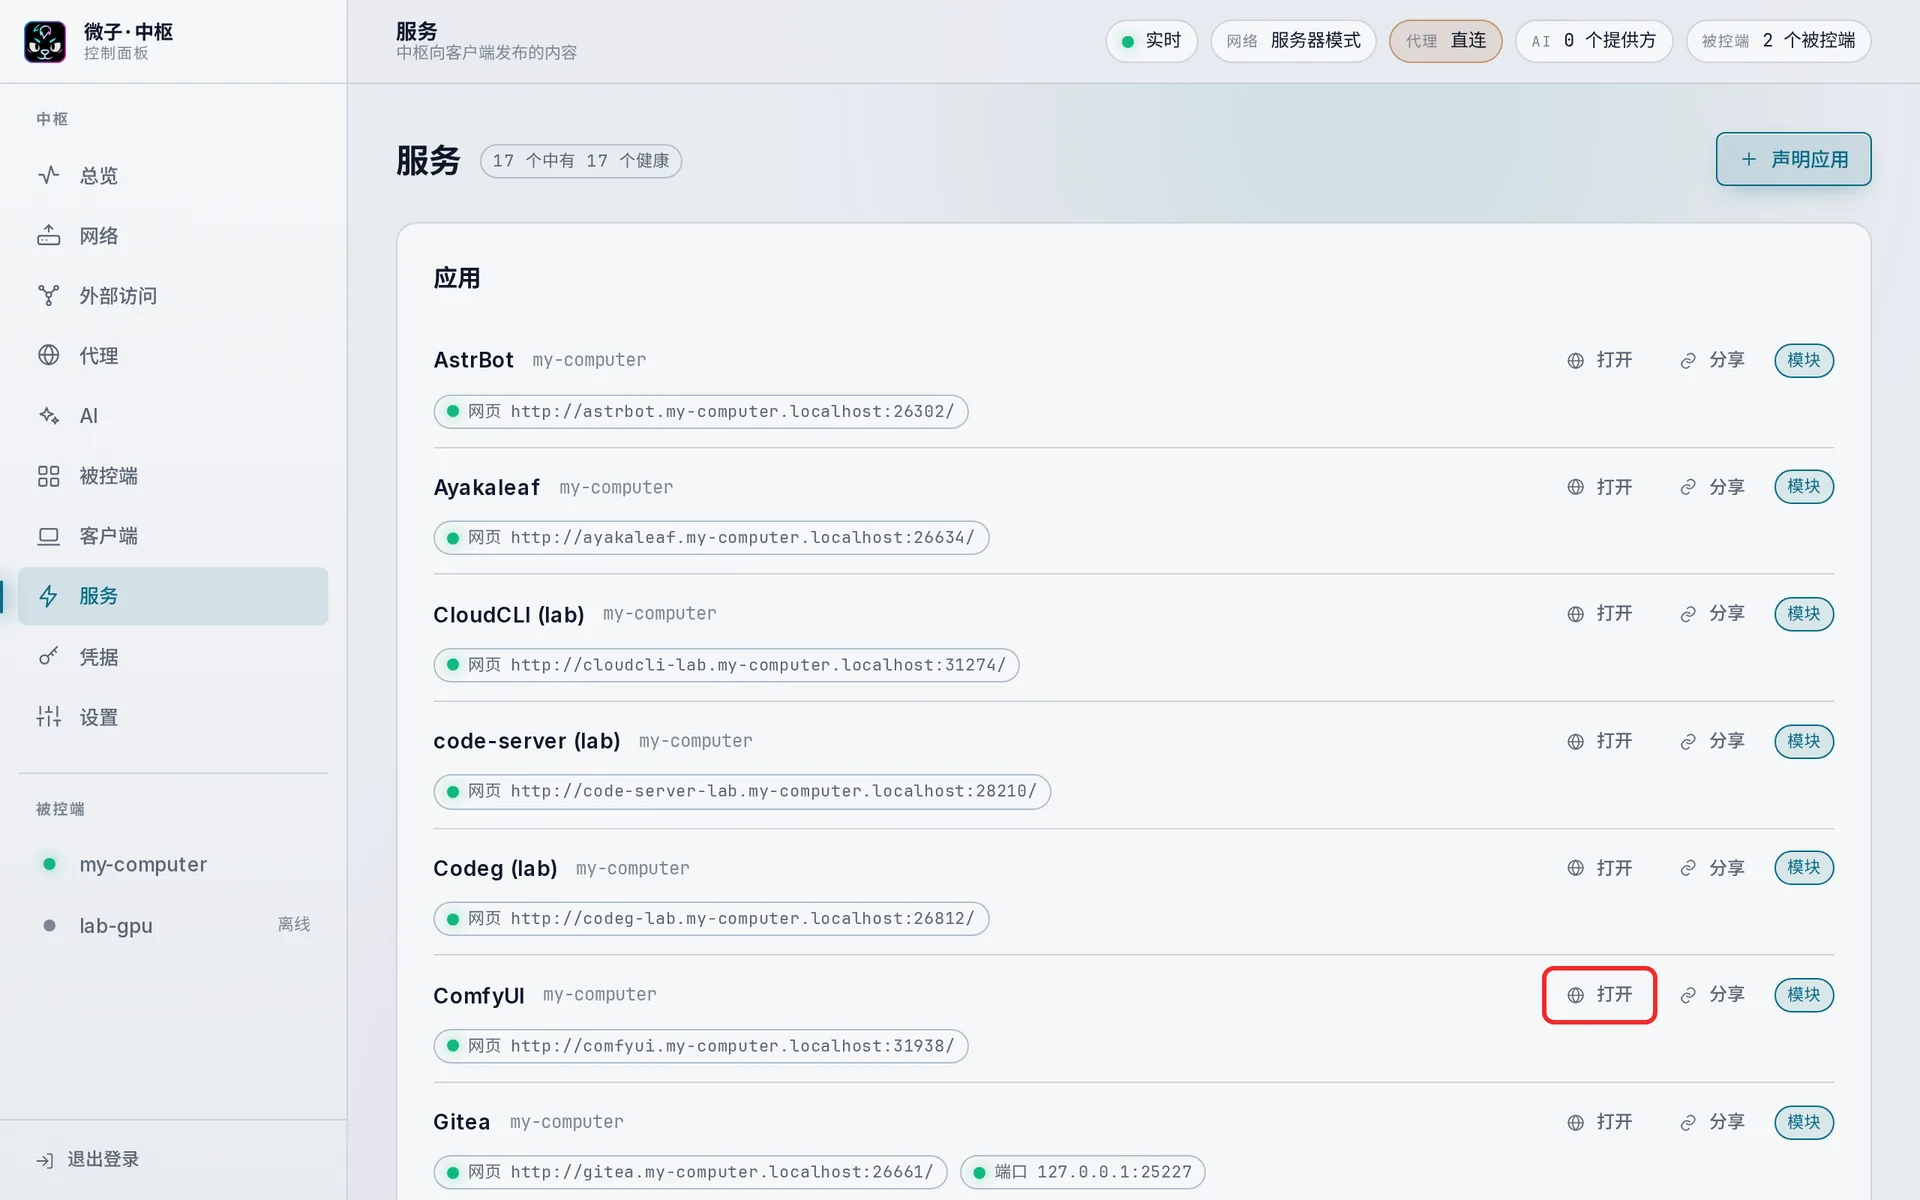 微子·中枢
控制面板
服务
中枢向客户端发布的内容
实时
网络 服务器模式
代理 直连
AI 0 个提供方
被控端 2 个被控端
中枢
总览
网络
外部访问
代理
AI
被控端
客户端
服务
凭据
设置
被控端
my-computer
lab-gpu 离线
退出登录
服务
17 个中有 17 个健康
+ 声明应用
应用
AstrBot my-computer
打开 分享 模块
网页 http://astrbot.my-computer.localhost:26302/
Ayakaleaf my-computer
打开 分享 模块
网页 http://ayakaleaf.my-computer.localhost:26634/
CloudCLI (lab) my-computer
打开 分享 模块
网页 http://cloudcli-lab.my-computer.localhost:31274/
code-server (lab) my-computer
打开 分享 模块
网页 http://code-server-lab.my-computer.localhost:28210/
Codeg (lab) my-computer
打开 分享 模块
网页 http://codeg-lab.my-computer.localhost:26812/
ComfyUI my-computer
打开 分享 模块
网页 http://comfyui.my-computer.localhost:31938/
Gitea my-computer
打开 分享 模块
网页 http://gitea.my-computer.localhost:26661/
端口 127.0.0.1:25227